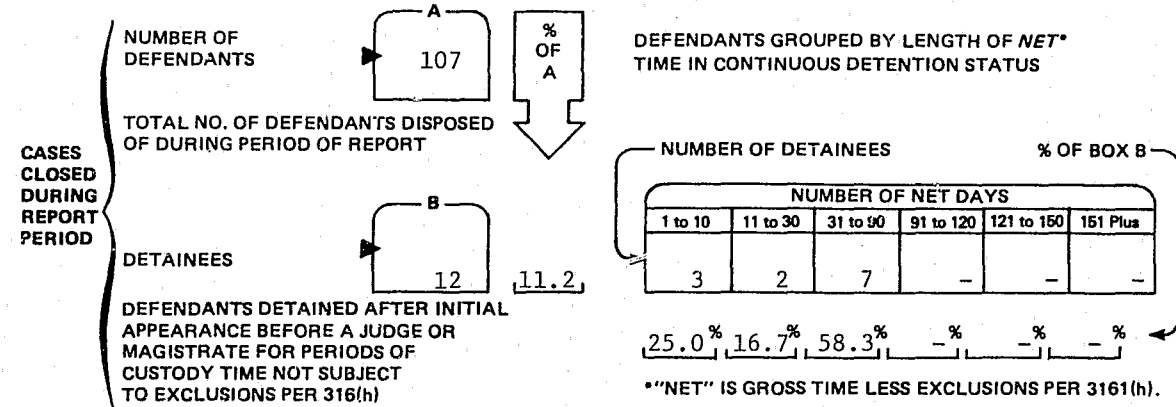 CASES
CLOSED
DURING
REPORT
PERIOD
NUMBER OF
DEFENDANTS
A
107
%
OF
A
TOTAL NO. OF DEFENDANTS DISPOSED
OF DURING PERIOD OF REPORT
B
DETAINEES
12
11.2
DEFENDANTS DETAINED AFTER INITIAL
APPEARANCE BEFORE A JUDGE OR
MAGISTRATE FOR PERIODS OF
CUSTODY TIME NOT SUBJECT
TO EXCLUSIONS PER 316(h)
DEFENDANTS GROUPED BY LENGTH OF NET*
TIME IN CONTINUOUS DETENTION STATUS
NUMBER OF DETAINEES % OF BOX B
NUMBER OF NET DAYS
1 to 10 11 to 30 31 to 90 91 to 120 121 to 150 151 Plus
3 2 7 – – –
25.0% 16.7% 58.3% –% –% –%
*"NET" IS GROSS TIME LESS EXCLUSIONS PER 3161(h).